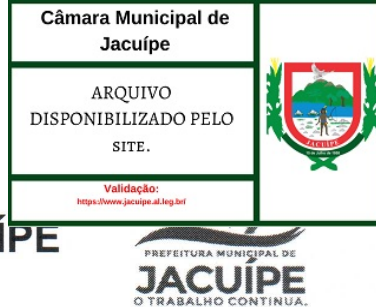 Câmara Municipal de
Jacuípe
ARQUIVO
DISPONIBILIZADO PELO
SITE.
Validação:
https://www.jacuipe.al.leg.br/
JACUÍPE
ÍPE
PREFEITURA MUNICIPAL DE
JACUÍPE
O TRABALHO CONTINUA.